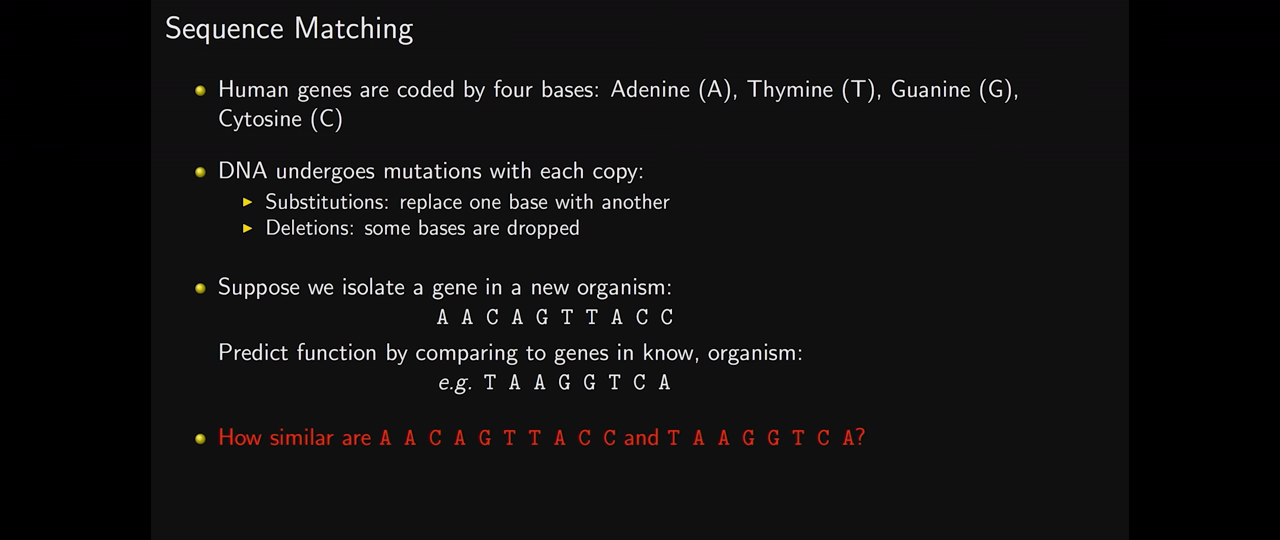 Sequence Matching
Human genes are coded by four bases: Adenine (A), Thymine (T), Guanine (G),
Cytosine (C)
DNA undergoes mutations with each copy:
Substitutions: replace one base with another
Deletions: some bases are dropped
Suppose we isolate a gene in a new organism:
A A C A G T T A C C
Predict function by comparing to genes in know, organism:
e.g. T A A G G T C A
How similar are A A C A G T T A C C and T A A G G T C A?